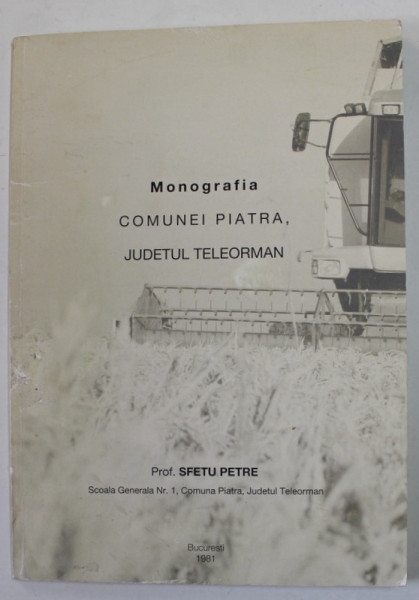 Monografia
COMUNEI PIATRA,
JUDETUL TELEORMAN
Prof. SFETU PETRE
Scoala Generala Nr. 1, Comuna Piatra, Judetul Teleorman
Bucuresti
1981